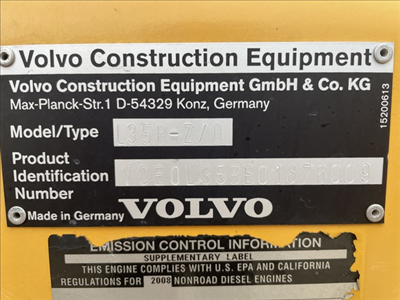 Volvo Construction Equipment
Volvo Construction Equipment GmbH & Co. KG
Max-Planck-Str.1 D-54329 Konz, Germany
Model/Type
Product
Identification
Number
Made in Germany
VOLVO
15200613
EMISSION CONTROL INFORMATION
SUPPLEMENTARY LABEL
THIS ENGINE COMPLIES WITH U.S. EPA AND CALIFORNIA
REGULATIONS FOR 2008 NONROAD DIESEL ENGINES